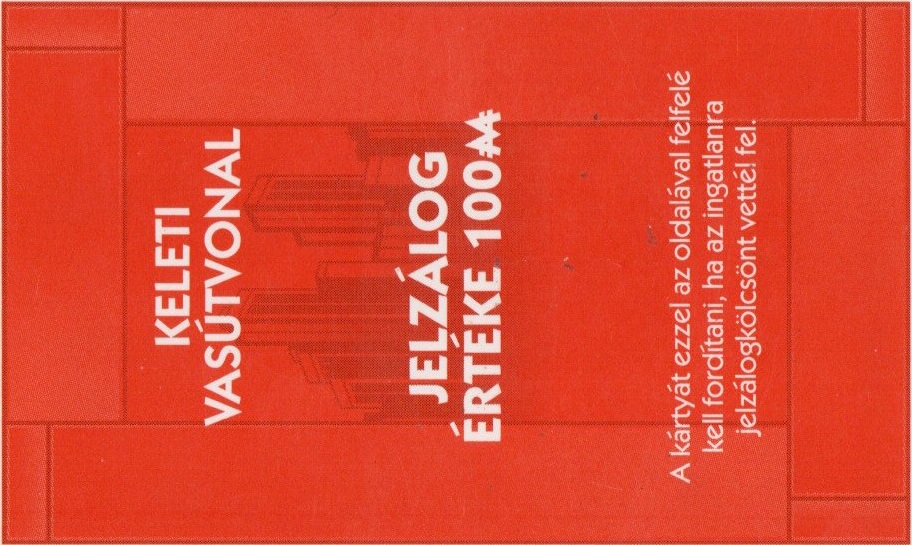 KELETI
VASÚTVONAL
JELZÁLOG
ÉRTÉKE 100₳
A kártyát ezzel az oldalával felfelé
kell fordítani, ha az ingatlanra
jelzálogkölcsönt vettél fel.